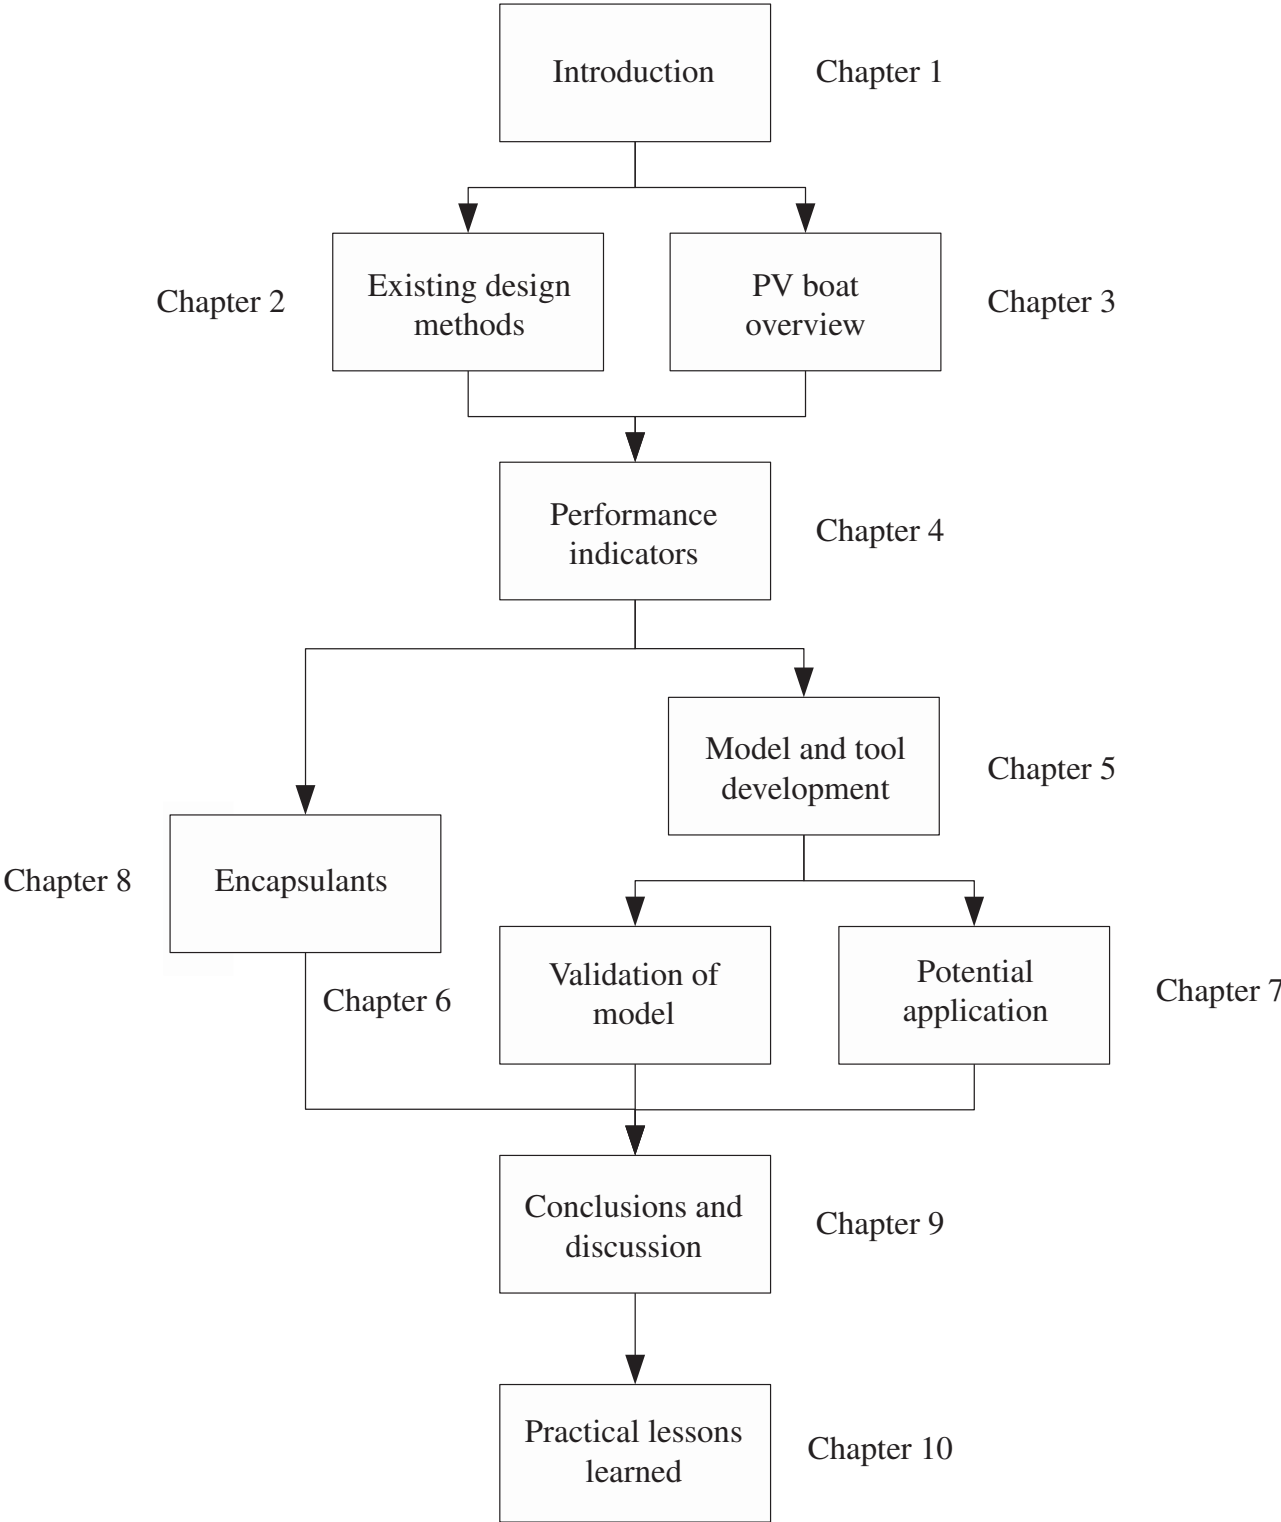 Introduction
Chapter 1
Chapter 2
Existing design
methods
PV boat
overview
Chapter 3
Performance
indicators
Chapter 4
Model and tool
development
Chapter 5
Chapter 8
Encapsulants
Chapter 6
Validation of
model
Potential
application
Chapter 7
Conclusions and
discussion
Chapter 9
Practical lessons
learned
Chapter 10